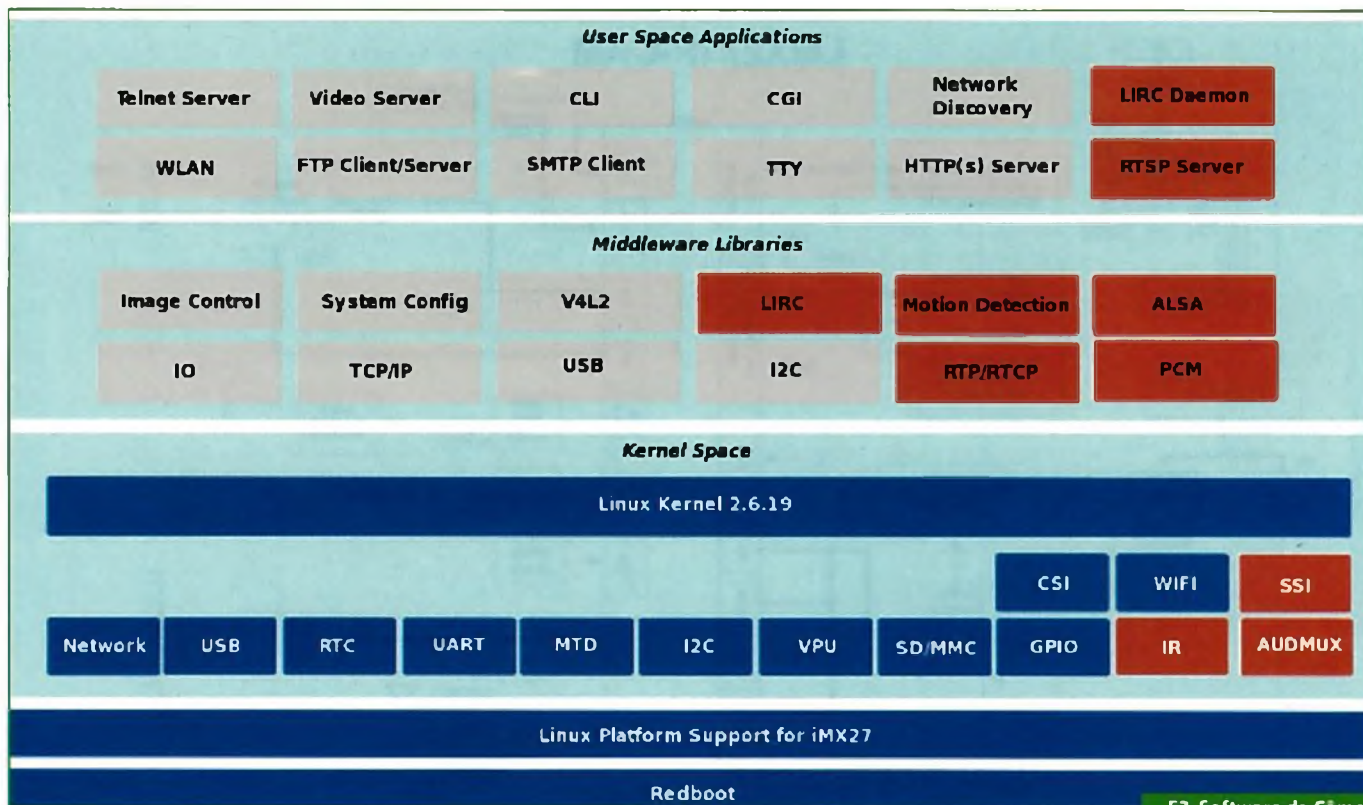 User Space Applications
Telnet Server
Video Server
CLI
CGI
Network
Discovery
LIRC Daemon
WLAN
FTP Client/Server
SMTP Client
TTY
HTTP(s) Server
RTSP Server
Middleware Libraries
Image Control
System Config
V4L2
LIRC
Motion Detection
ALSA
IO
TCP/IP
USB
I2C
RTP/RTCP
PCM
Kernel Space
Linux Kernel 2.6.19
CSI
WIFI
SSI
Network
USB
RTC
UART
MTD
I2C
VPU
SD/MMC
GPIO
IR
AUDMUX
Linux Platform Support for iMX27
Redboot